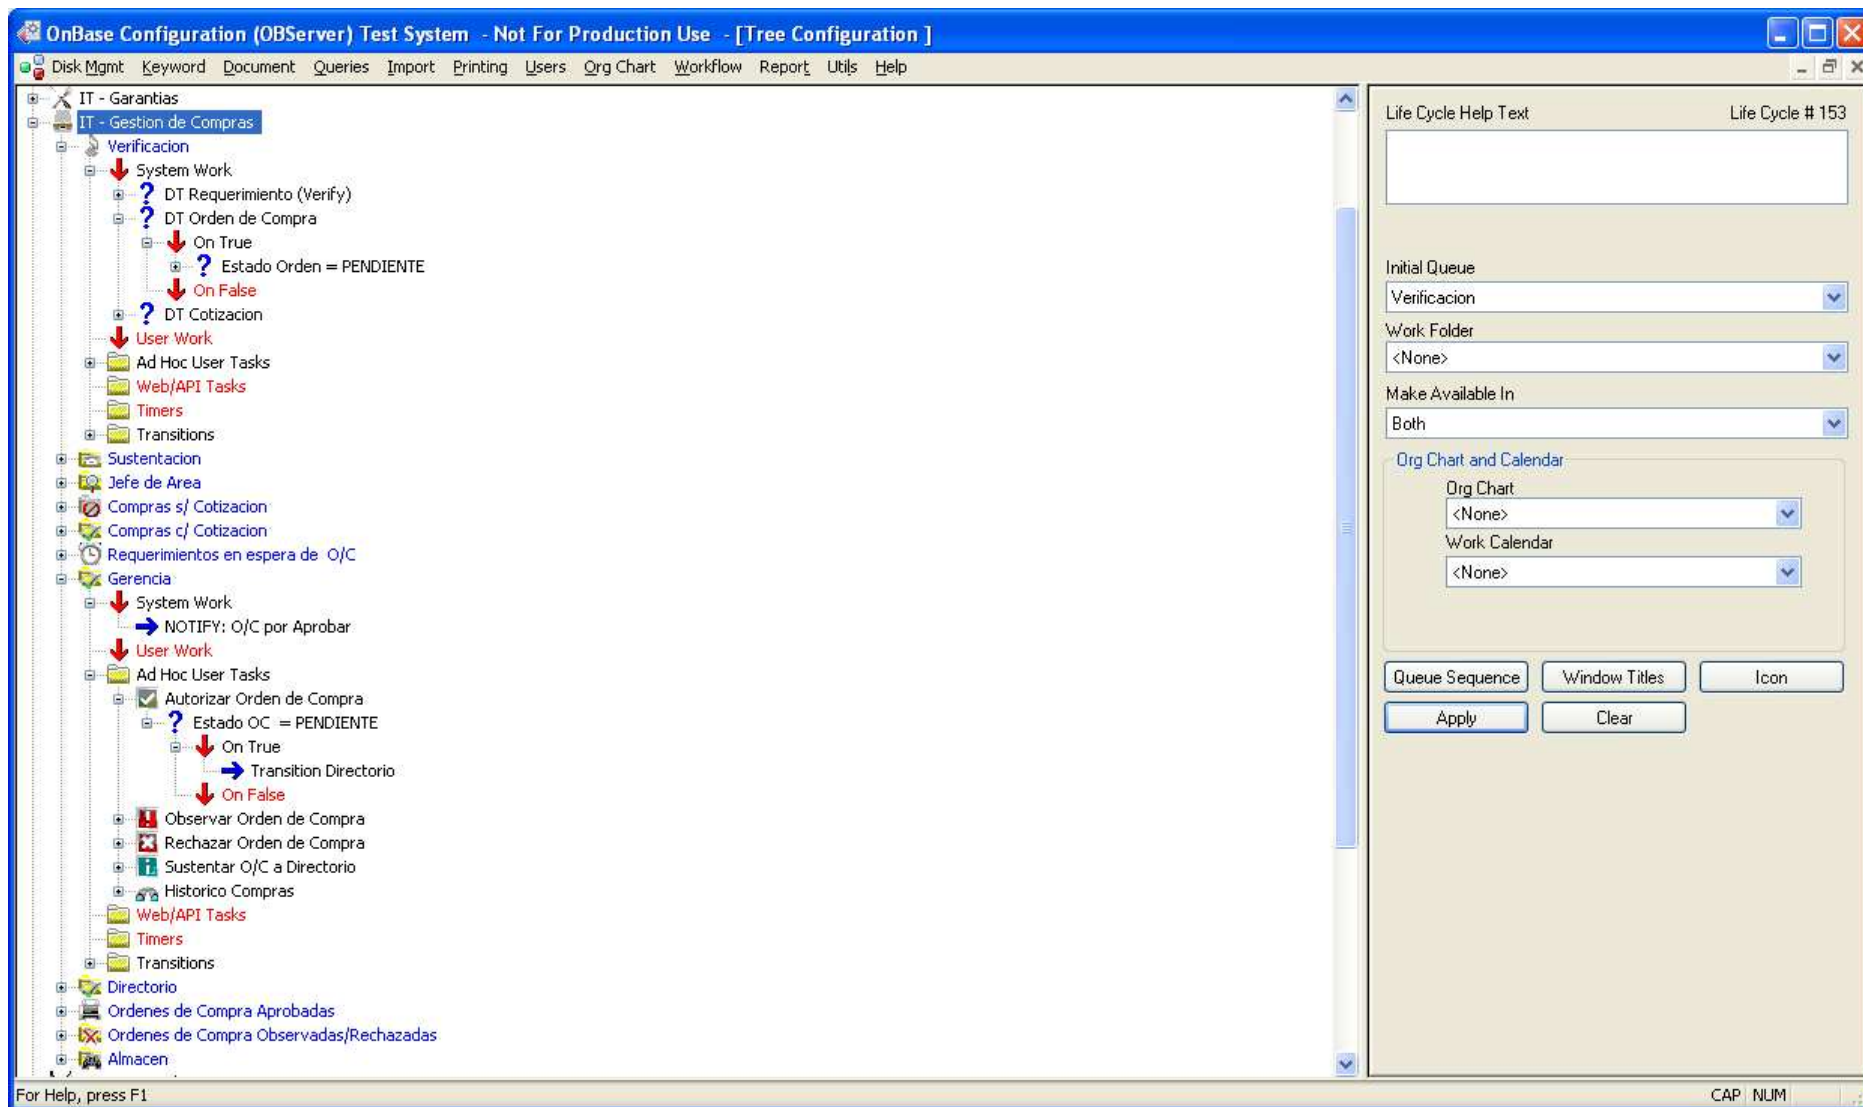 OnBase Configuration (OBServer) Test System - Not For Production Use - [Tree Configuration ]
Disk Mgmt Keyword Document Queries Import Printing Users Org Chart Workflow Report Utils Help
IT - Garantias
IT - Gestion de Compras
Verificacion
System Work
DT Requerimiento (Verify)
DT Orden de Compra
On True
Estado Orden = PENDIENTE
On False
DT Cotizacion
User Work
Ad Hoc User Tasks
Web/API Tasks
Timers
Transitions
Sustentacion
Jefe de Area
Compras s/ Cotizacion
Compras c/ Cotizacion
Requerimientos en espera de O/C
Gerencia
System Work
NOTIFY: O/C por Aprobar
User Work
Ad Hoc User Tasks
Autorizar Orden de Compra
Estado OC = PENDIENTE
On True
Transition Directorio
On False
Observar Orden de Compra
Rechazar Orden de Compra
Sustentar O/C a Directorio
Historico Compras
Web/API Tasks
Timers
Transitions
Directorio
Ordenes de Compra Aprobadas
Ordenes de Compra Observadas/Rechazadas
Almacen
Life Cycle Help Text Life Cycle # 153
Initial Queue
Verificacion
Work Folder
<None>
Make Available In
Both
Org Chart and Calendar
Org Chart
<None>
Work Calendar
<None>
Queue Sequence Window Titles Icon
Apply Clear
For Help, press F1 CAP NUM